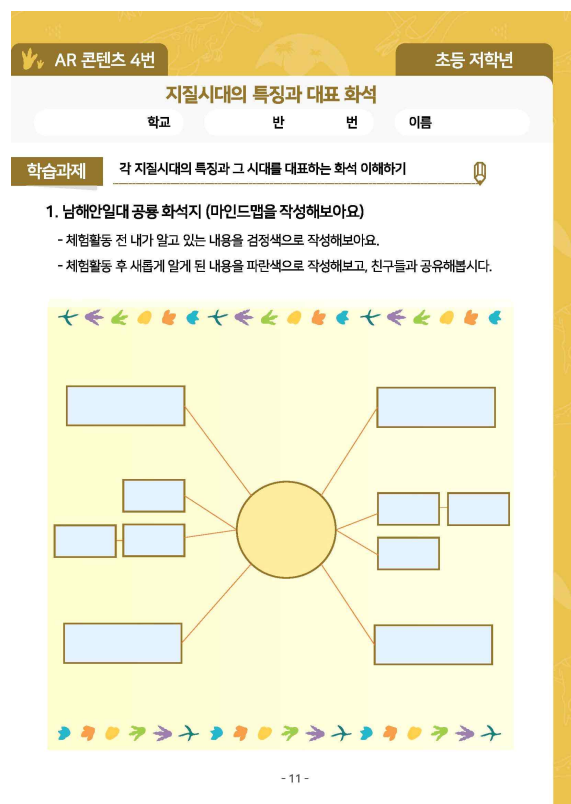 AR 콘텐츠 4번
초등 저학년
지질시대의 특징과 대표 화석
학교 반 번 이름
학습과제
각 지질시대의 특징과 그 시대를 대표하는 화석 이해하기
1. 남해안일대 공룡 화석지 (마인드맵을 작성해보아요)
- 체험활동 전 내가 알고 있는 내용을 검정색으로 작성해보아요.
- 체험활동 후 새롭게 알게 된 내용을 파란색으로 작성해보고, 친구들과 공유해봅시다.
- 11 -